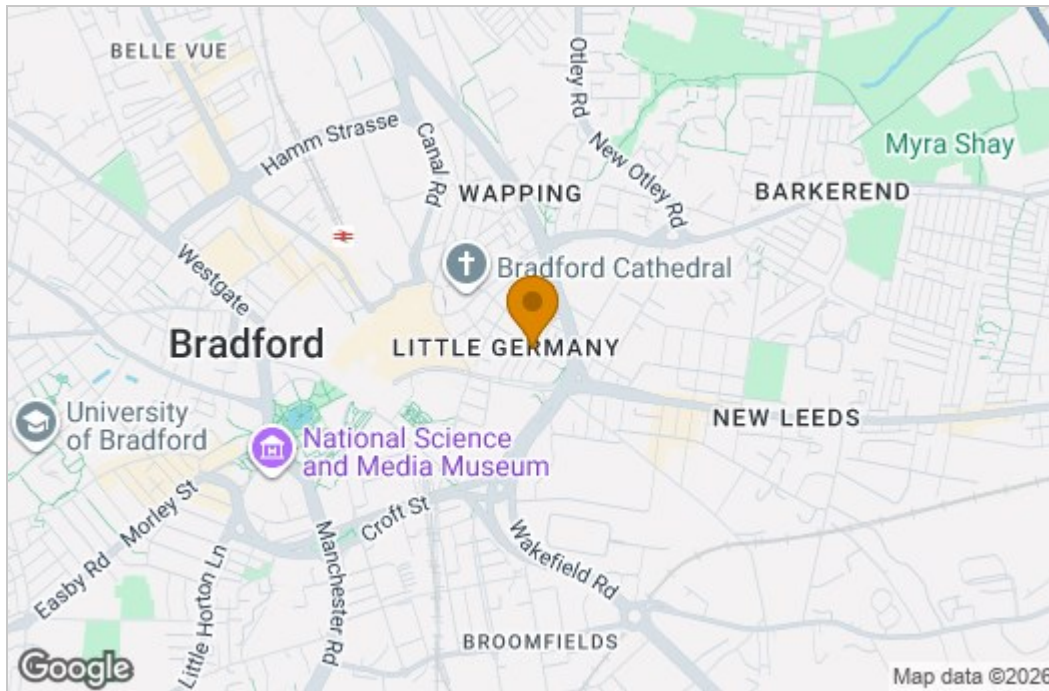 BELLE VUE
Otley Rd
Hamm Strasse
Canal Rd
New Otley Rd
Myra Shay
WAPPING
BARKEREND
Westgate
Bradford Cathedral
Bradford
LITTLE GERMANY
University
of Bradford
NEW LEEDS
National Science
and Media Museum
Morley St
Croft St
Easby Rd
Little Horton Ln
Manchester Rd
Wakefield Rd
BROOMFIELDS
Google
Map data ©2026